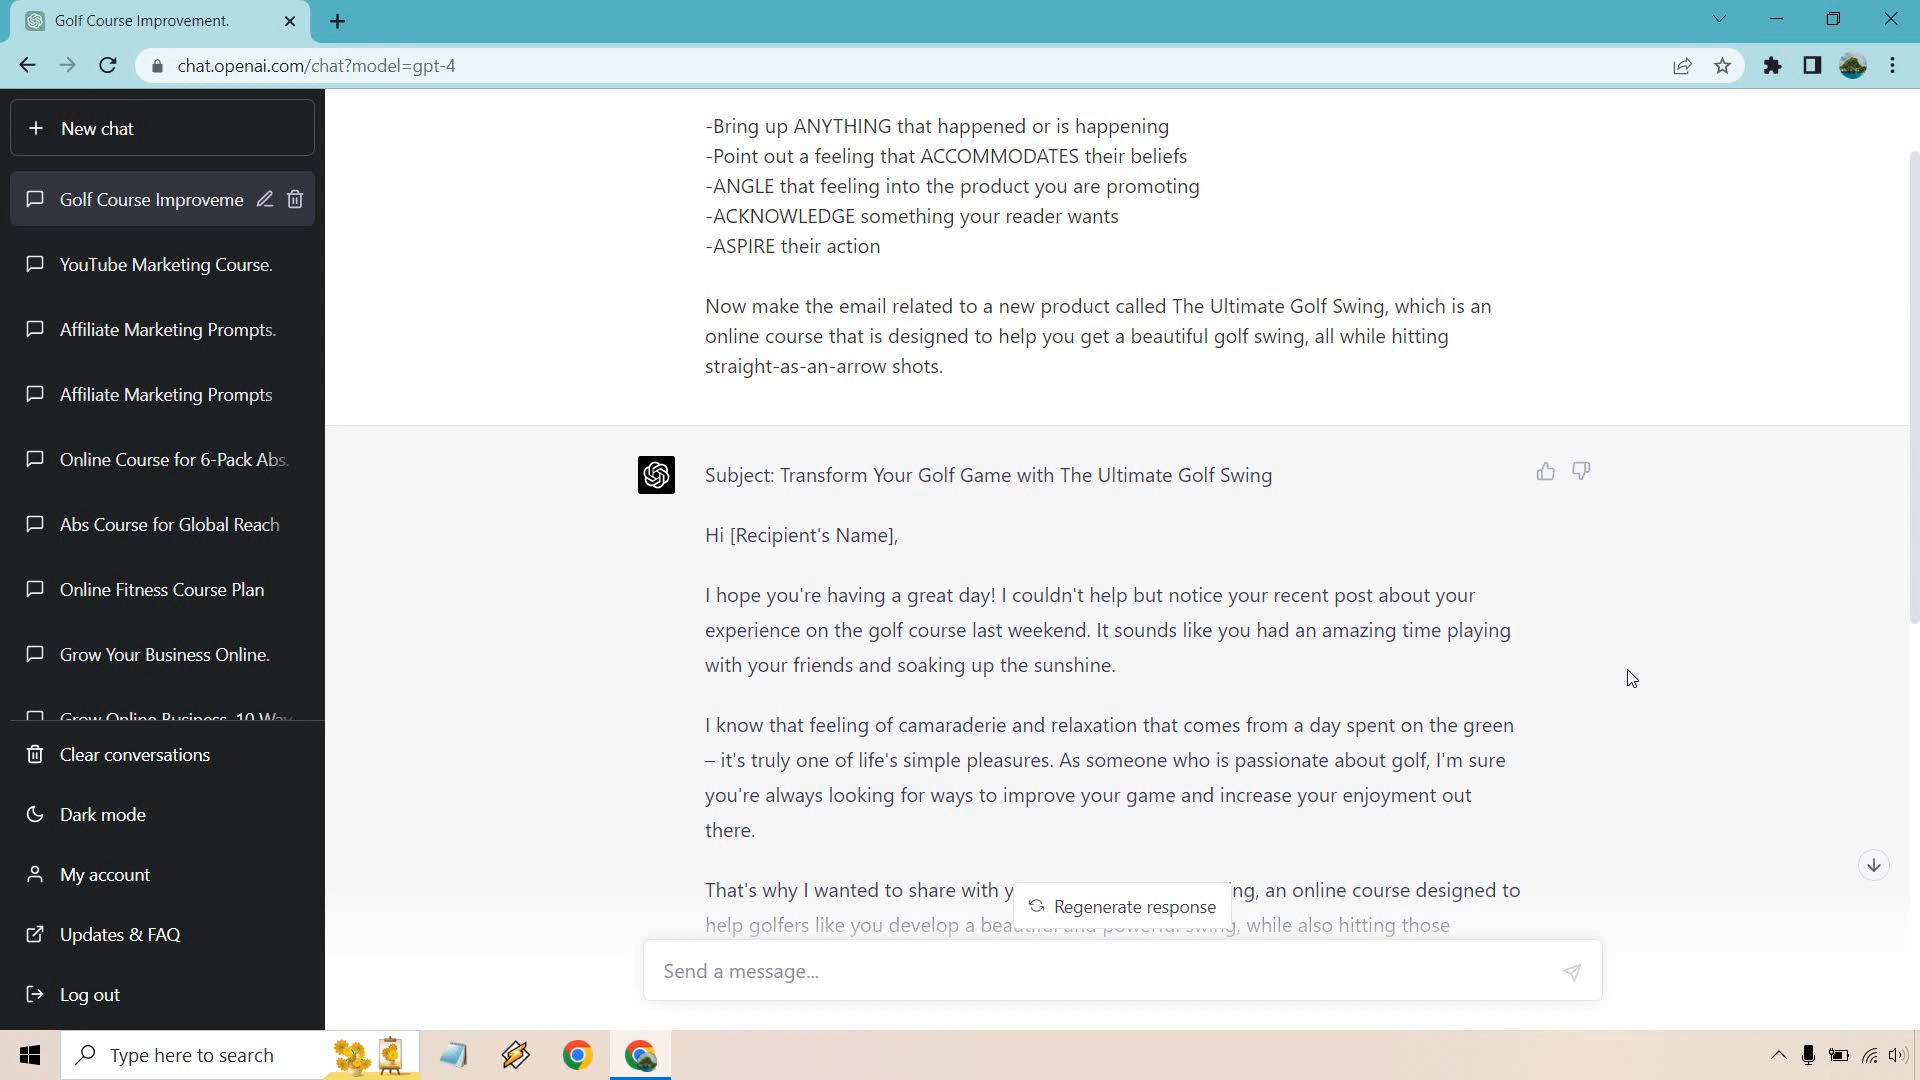 Golf Course Improvement.
chat.openai.com/chat?model=gpt-4
New chat
Golf Course Improveme
YouTube Marketing Course.
Affiliate Marketing Prompts.
Affiliate Marketing Prompts
Online Course for 6-Pack Abs.
Abs Course for Global Reach
Online Fitness Course Plan
Grow Your Business Online.
Grow Online Business, 10 Way
Clear conversations
Dark mode
My account
Updates & FAQ
Log out
-Bring up ANYTHING that happened or is happening
-Point out a feeling that ACCOMMODATES their beliefs
-ANGLE that feeling into the product you are promoting
-ACKNOWLEDGE something your reader wants
-ASPIRE their action
Now make the email related to a new product called The Ultimate Golf Swing, which is an
online course that is designed to help you get a beautiful golf swing, all while hitting
straight-as-an-arrow shots.
Subject: Transform Your Golf Game with The Ultimate Golf Swing
Hi [Recipient's Name],
I hope you're having a great day! I couldn't help but notice your recent post about your
experience on the golf course last weekend. It sounds like you had an amazing time playing
with your friends and soaking up the sunshine.
I know that feeling of camaraderie and relaxation that comes from a day spent on the green
– it's truly one of life's simple pleasures. As someone who is passionate about golf, I'm sure
you're always looking for ways to improve your game and increase your enjoyment out
there.
That's why I wanted to share with y ng, an online course designed to
Regenerate response
help golfers like you develop a beautiful and powerful swing, while also hitting those
Send a message...
Type here to search